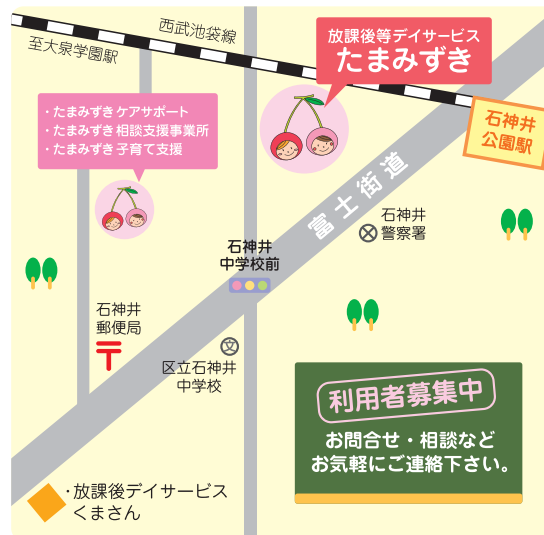 西武池袋線
至大泉学園駅
放課後等デイサービス
たまみずき
・たまみずき ケアサポート
・たまみずき 相談支援事業所
・たまみずき 子育て支援
石神井
公園駅
富士街道
石神井
警察署
石神井
中学校前
石神井
郵便局
文
区立石神井
中学校
利用者募集中
お問合せ・相談など
お気軽にご連絡下さい。
・放課後デイサービス
くまさん